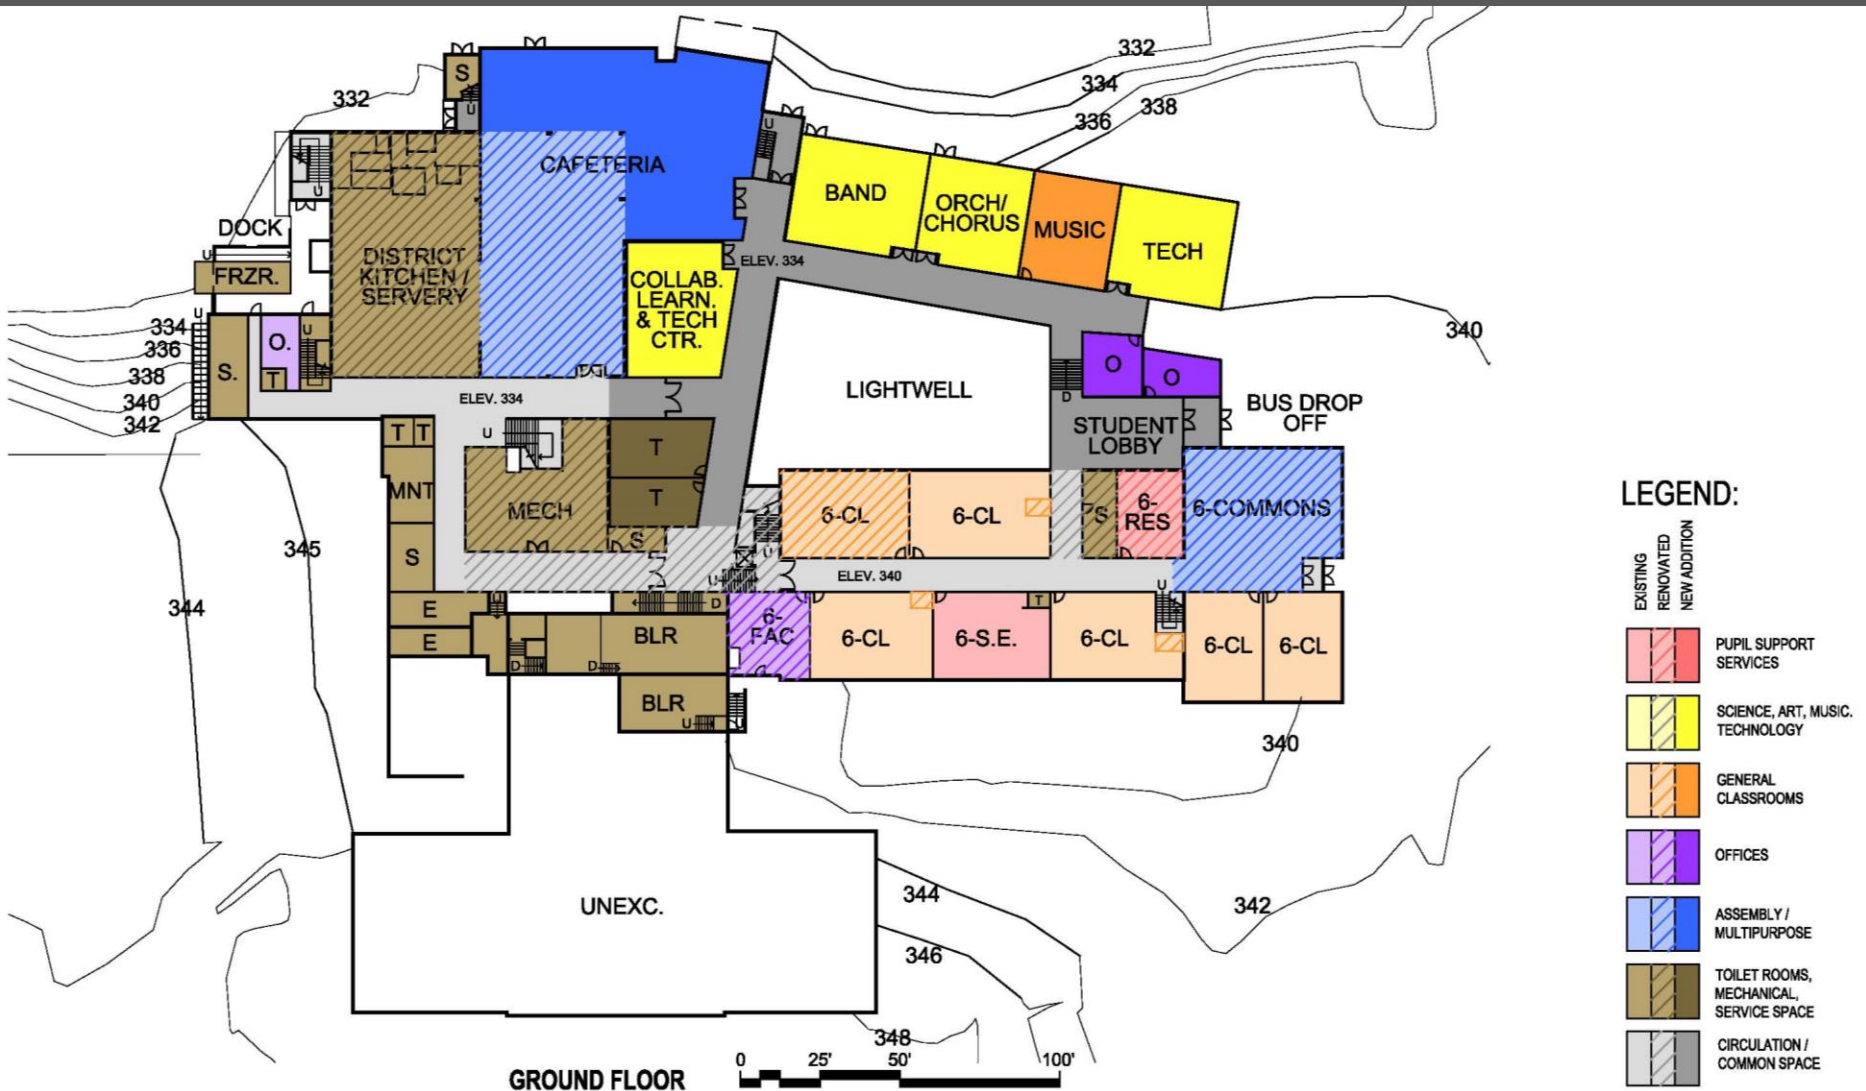 332
334
336
338
332
S
U
U
CAFETERIA
BAND
ORCH/
CHORUS
MUSIC
TECH
U
DOCK
U
FRZR.
DISTRICT
KITCHEN /
SERVERY
COLLAB.
LEARN.
& TECH
CTR.
ELEV. 334
340
U
334
336
338
340
342
S.
O.
T
U
ELEV. 334
LIGHTWELL
O
O
D
STUDENT
LOBBY
BUS DROP
OFF
T
T
U
T
T
MNT
MECH
S
S
6-CL
6-CL
6-
RES
6-COMMONS
345
344
U
U
ELEV. 340
U
E
E
U
D
BLR
D
D
BLR
U
U
6-
FAC
6-CL
6-S.E.
T
6-CL
6-CL
6-CL
340
342
UNEXC.
344
346
348
GROUND FLOOR
0
25'
50'
100'
LEGEND:
EXISTING
RENOVATED
NEW ADDITION
PUPIL SUPPORT
SERVICES
SCIENCE, ART, MUSIC.
TECHNOLOGY
GENERAL
CLASSROOMS
OFFICES
ASSEMBLY /
MULTIPURPOSE
TOILET ROOMS,
MECHANICAL,
SERVICE SPACE
CIRCULATION /
COMMON SPACE